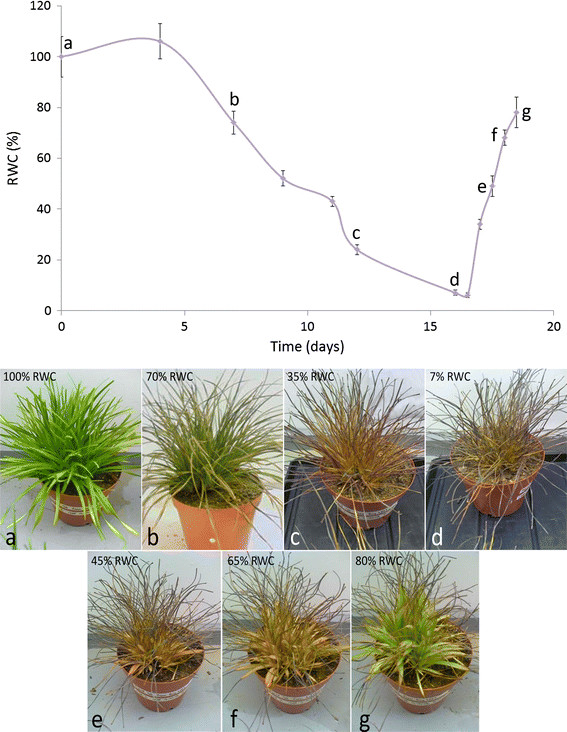 120
100
80
60
40
20
0
RWC (%)
a
b
c
d
e
f
g
0
5
10
15
20
Time (days)
100% RWC
70% RWC
35% RWC
7% RWC
a
b
c
d
45% RWC
65% RWC
80% RWC
e
f
g